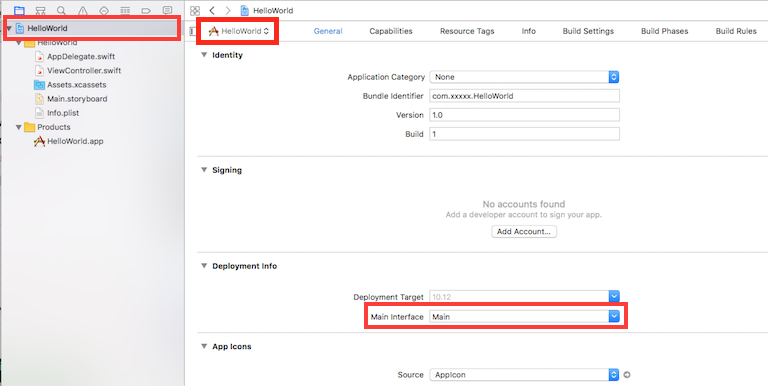 HelloWorld
HelloWorld
AppDelegate.swift
ViewController.swift
Assets.xcassets
Main.storyboard
Info.plist
Products
HelloWorld.app
HelloWorld
HelloWorld General Capabilities Resource Tags Info Build Settings Build Phases Build Rules
Identity
Application Category None
Bundle Identifier com.xxxxx.HelloWorld
Version 1.0
Build 1
Signing
No accounts found
Add a developer account to sign your app.
Add Account...
Deployment Info
Deployment Target 10.12
Main Interface Main
App Icons
Source AppIcon